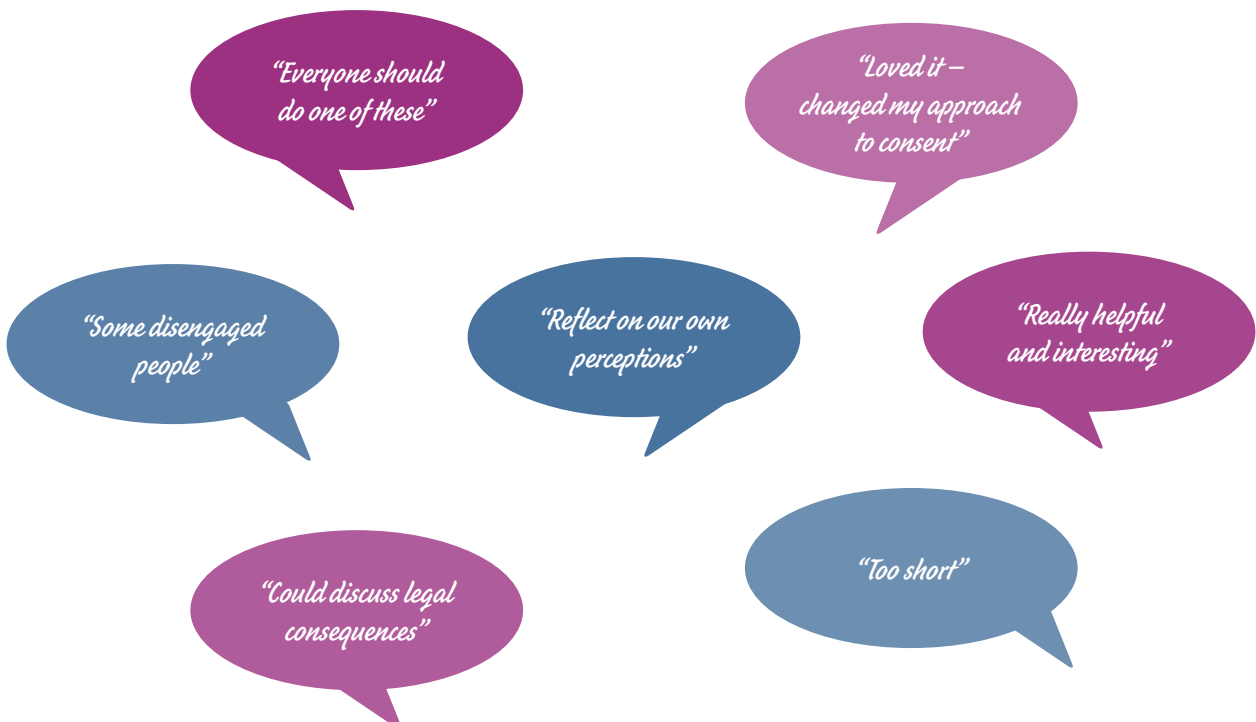 “Everyone should
do one of these”
“Loved it –
changed my approach
to consent”
“Some disengaged
people”
“Reflect on our own
perceptions”
“Really helpful
and interesting”
“Could discuss legal
consequences”
“Too short”